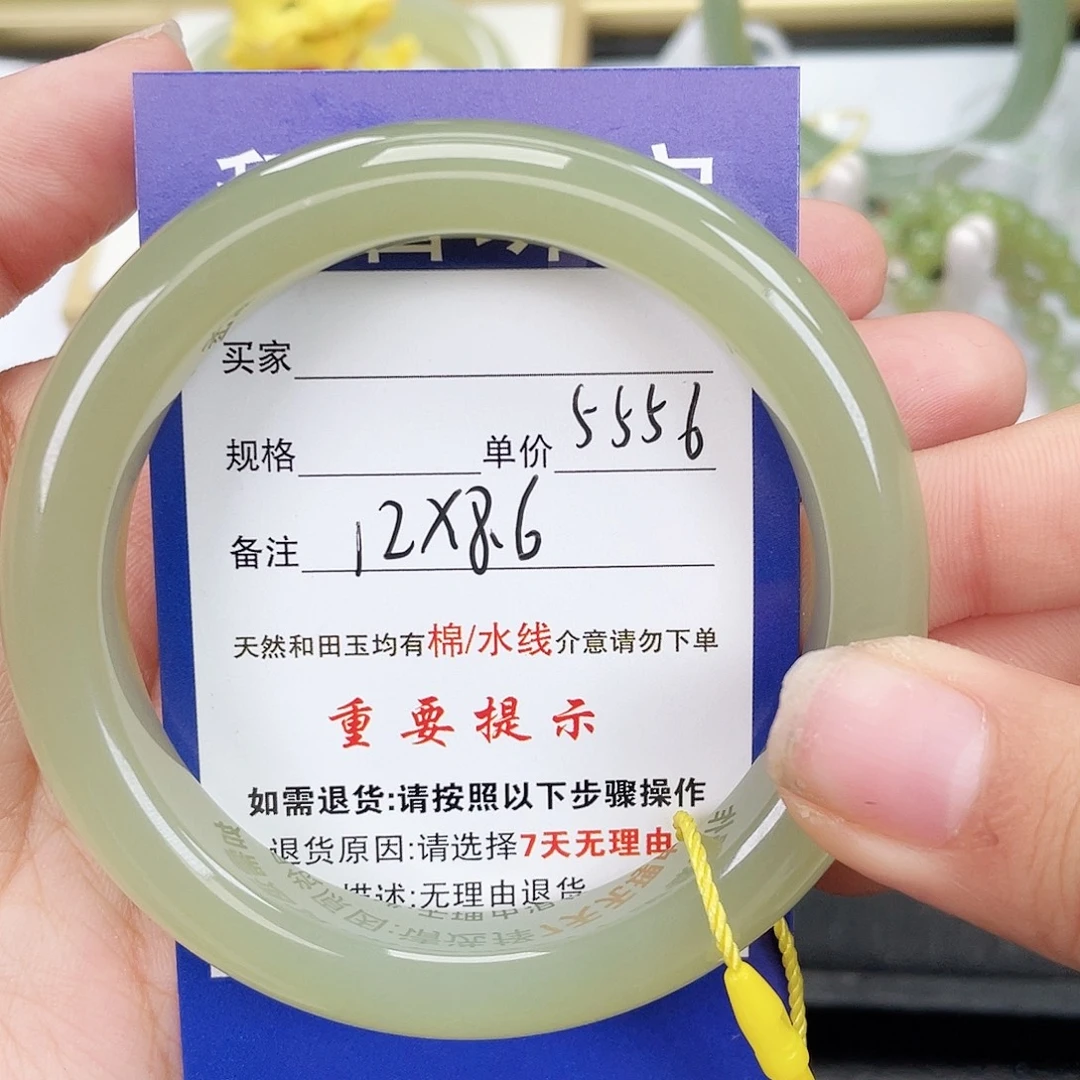 买家
规格 单价 5556
备注 12X8.6
天然和田玉均有棉/水线介意请勿下单
重要提示
如需退货:请按照以下步骤操作
退货原因:请选择7天无理由
描述:无理由退货